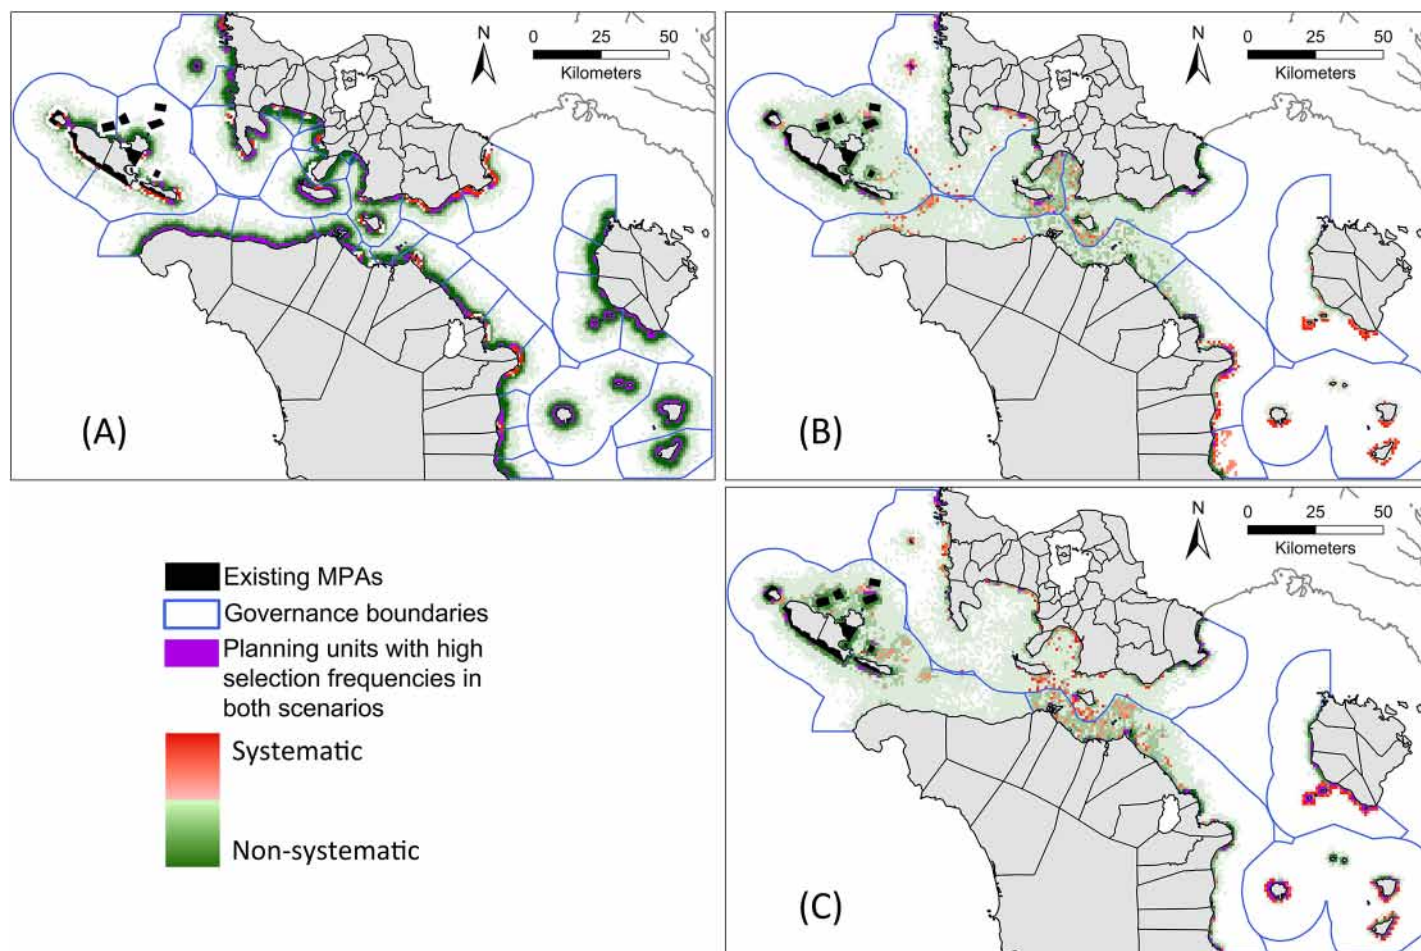 N
0 25 50
Kilometers
(A)
N
0 25 50
Kilometers
(B)
Existing MPAs
Governance boundaries
Planning units with high
selection frequencies in
both scenarios
Systematic
Non-systematic
N
0 25 50
Kilometers
(C)